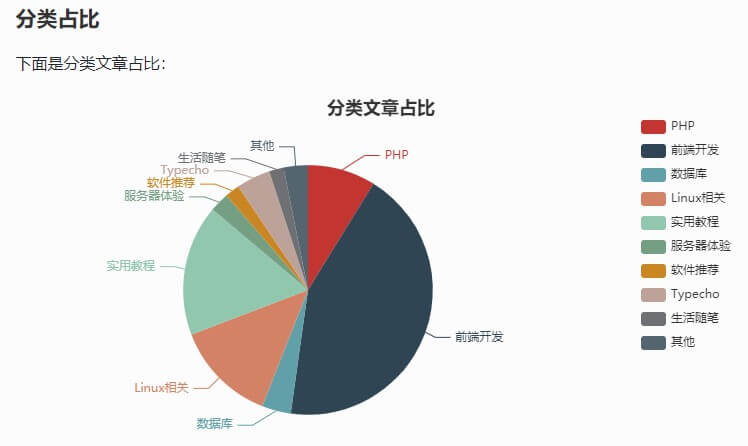 分类占比
下面是分类文章占比：
分类文章占比
PHP
前端开发
数据库
Linux相关
实用教程
服务器体验
软件推荐
Typecho
生活随笔
其他
PHP
前端开发
数据库
Linux相关
实用教程
服务器体验
软件推荐
Typecho
生活随笔
其他